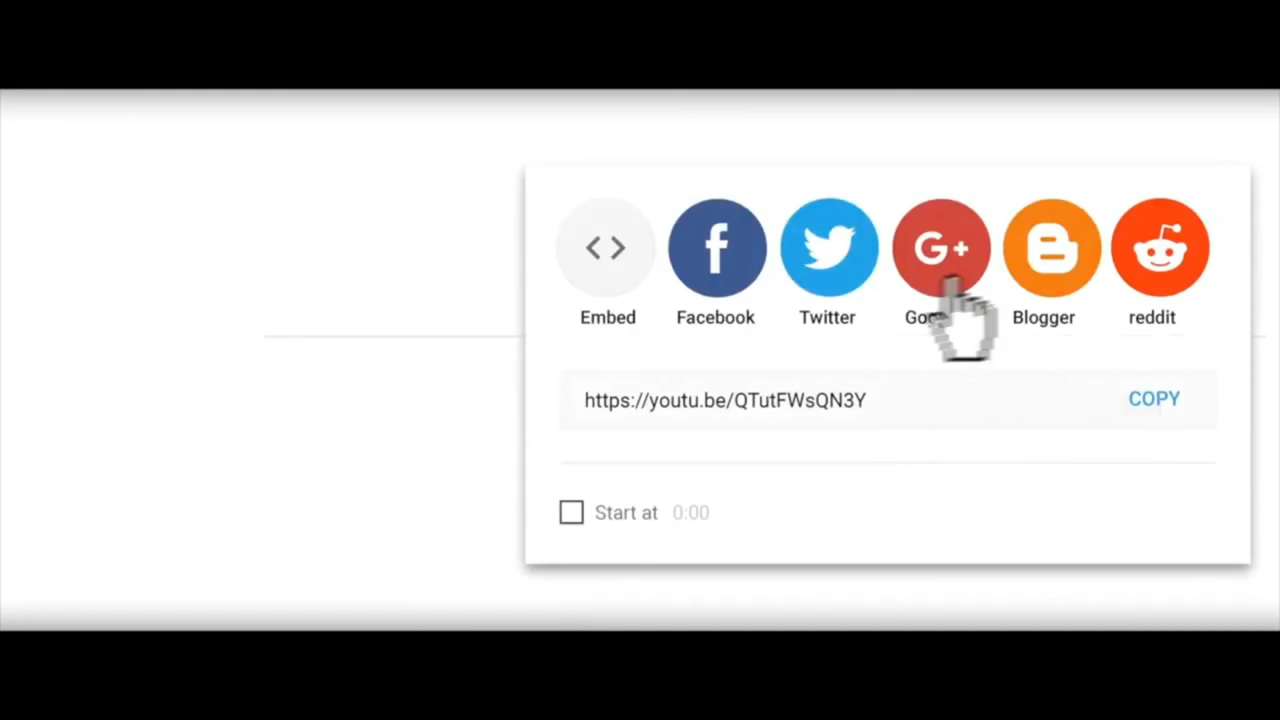 Embed Facebook Twitter Blogger reddit
https://youtu.be/QTutFWsQN3Y COPY
Start at 0:00